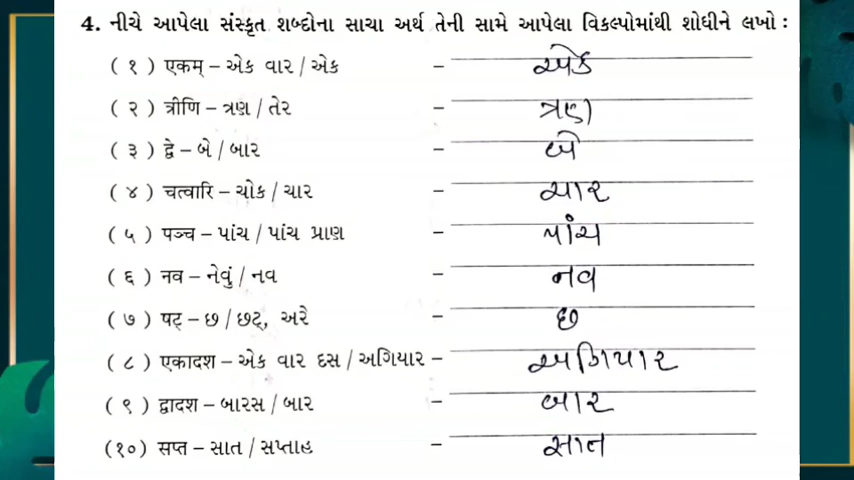 4. નીચે આપેલા સંસ્કૃત શબ્દોના સાચા અર્થ તેની સામે આપેલા વિકલ્પોમાંથી શોધીને લખો :
( १ ) एकम् – એક વાર / એક – એક
( २ ) त्रीणि – ત્રણ / તેર – ત્રણ
( ३ ) द्वे – બે / બાર – બે
( ४ ) चत्वारि – ચોક / ચાર – ચાર
( ५ ) पञ्च – પાંચ / પાંચ પ્રાણ – પાંચ
( ६ ) नव – નેવું / નવ – નવ
( ७ ) षट् – છ / છટ્, અરે – છ
( ८ ) एकादश – એક વાર દસ / અગિયાર – અગિયાર
( ९ ) द्वादश – બારસ / બાર – બાર
(१०) सप्त – સાત / સપ્તાહ – સાત